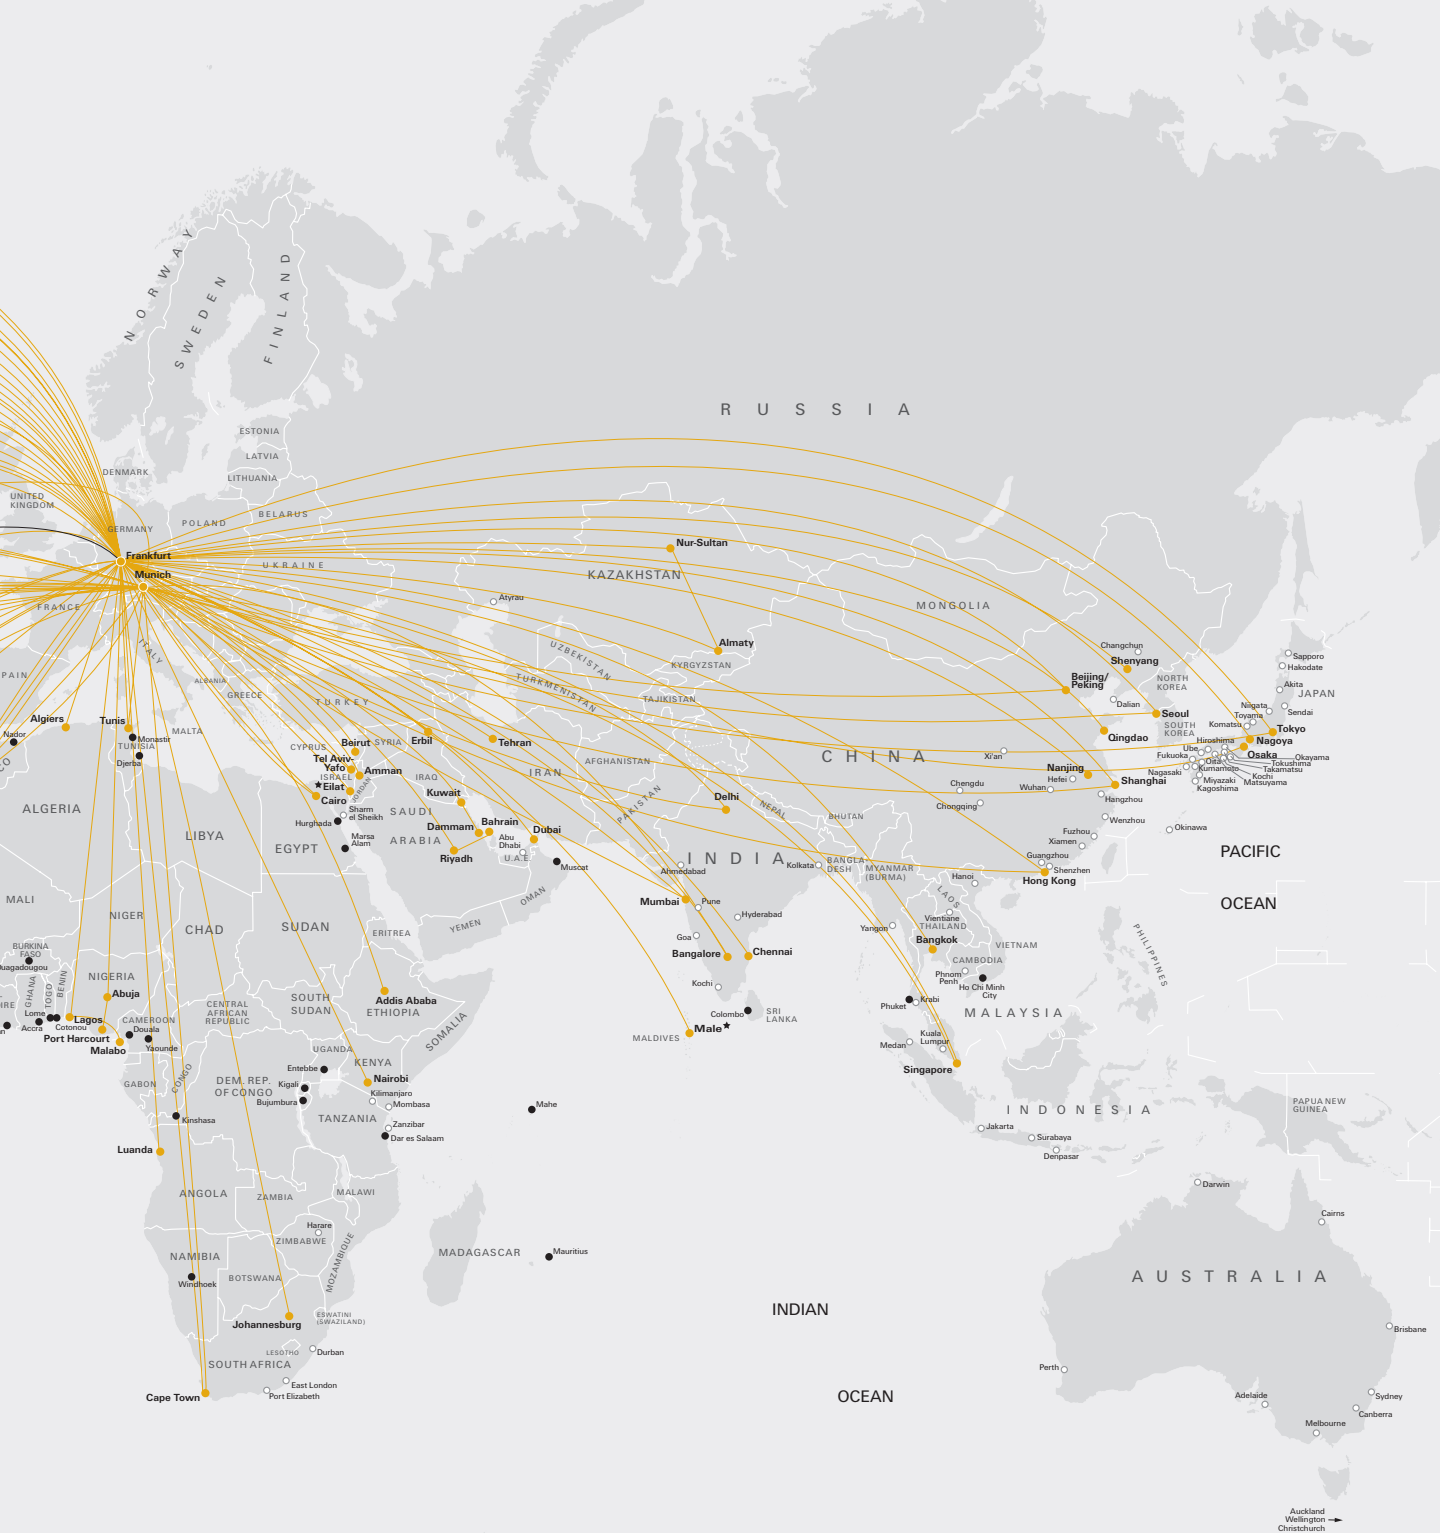 NORWAY
SWEDEN
FINLAND
RUSSIA
ESTONIA
LATVIA
LITHUANIA
DENMARK
UNITED
KINGDOM
GERMANY
POLAND
BELARUS
Frankfurt
Munich
UKRAINE
FRANCE
ITALY
PAIN
ALBANIA
GREECE
TURKEY
KAZAKHSTAN
Nur-Sultan
Atyrau
Almaty
KYRGYZSTAN
UZBEKISTAN
TURKMENISTAN
TAJIKISTAN
MONGOLIA
Changchun
Shenyang
Beijing/
Peking
Dalian
NORTH
KOREA
Seoul
SOUTH
KOREA
Qingdao
Sapporo
Hakodate
Akita
JAPAN
Niigata
Sendai
Toyama
Komatsu
Tokyo
Nagoya
Hiroshima
Ube
Osaka
Okayama
Fukuoka
Oita
Tokushima
Kumamoto
Takamatsu
Nagasaki
Kochi
Miyazaki
Matsuyama
Kagoshima
Algiers
Tunis
Nador
Monastir
TUNISIA
Djerba
MALTA
CO
CYPRUS
Beirut
SYRIA
Erbil
Tehran
Tel Aviv-
Yafo
Amman
ISRAEL
JORDAN
IRAQ
IRAN
AFGHANISTAN
PAKISTAN
CHINA
Xi'an
Nanjing
Hefei
Shanghai
Chengdu
Wuhan
Hangzhou
Chongqing
Wenzhou
Okinawa
Fuzhou
Xiamen
Guangzhou
Shenzhen
Hong Kong
Eilat
Cairo
Sharm
el Sheikh
Hurghada
Marsa
Alam
Kuwait
SAUDI
ARABIA
Dammam
Bahrain
Riyadh
Abu
Dhabi
U.A.E.
Dubai
Muscat
OMAN
YEMEN
ALGERIA
LIBYA
EGYPT
Delhi
NEPAL
BHUTAN
INDIA
Ahmedabad
Kolkata
BANGLA-
DESH
MYANMAR
(BURMA)
Hanoi
LAOS
PACIFIC
OCEAN
Mumbai
Pune
Hyderabad
Goa
Bangalore
Chennai
Yangon
Vientiane
THAILAND
Bangkok
VIETNAM
CAMBODIA
Phnom
Penh
Ho Chi Minh
City
PHILIPPINES
Kochi
Colombo
SRI
LANKA
Male
MALDIVES
Phuket
Krabi
MALAYSIA
Kuala
Lumpur
Medan
Singapore
MALI
NIGER
CHAD
SUDAN
ERITREA
BURKINA
FASO
uagadougou
NIGERIA
GHANA
TOGO
BENIN
IRE
Abuja
Lome
Accra
Cotonou
Lagos
Port Harcourt
Malabo
CAMEROON
Douala
Yaounde
CENTRAL
AFRICAN
REPUBLIC
SOUTH
SUDAN
Addis Ababa
ETHIOPIA
SOMALIA
UGANDA
KENYA
Entebbe
Nairobi
GABON
CONGO
DEM. REP.
OF CONGO
Kigali
Bujumbura
Kilimanjaro
Mombasa
TANZANIA
Zanzibar
Dar es Salaam
Mahe
Kinshasa
Luanda
INDONESIA
Jakarta
Surabaya
Denpasar
PAPUA NEW
GUINEA
ANGOLA
ZAMBIA
MALAWI
Harare
ZIMBABWE
MOZAMBIQUE
NAMIBIA
Windhoek
BOTSWANA
MADAGASCAR
Mauritius
Darwin
Cairns
AUSTRALIA
INDIAN
OCEAN
ESWATINI
(SWAZILAND)
Johannesburg
LESOTHO
Durban
SOUTH AFRICA
East London
Port Elizabeth
Cape Town
Brisbane
Perth
Adelaide
Sydney
Canberra
Melbourne
Auckland
Wellington
Christchurch